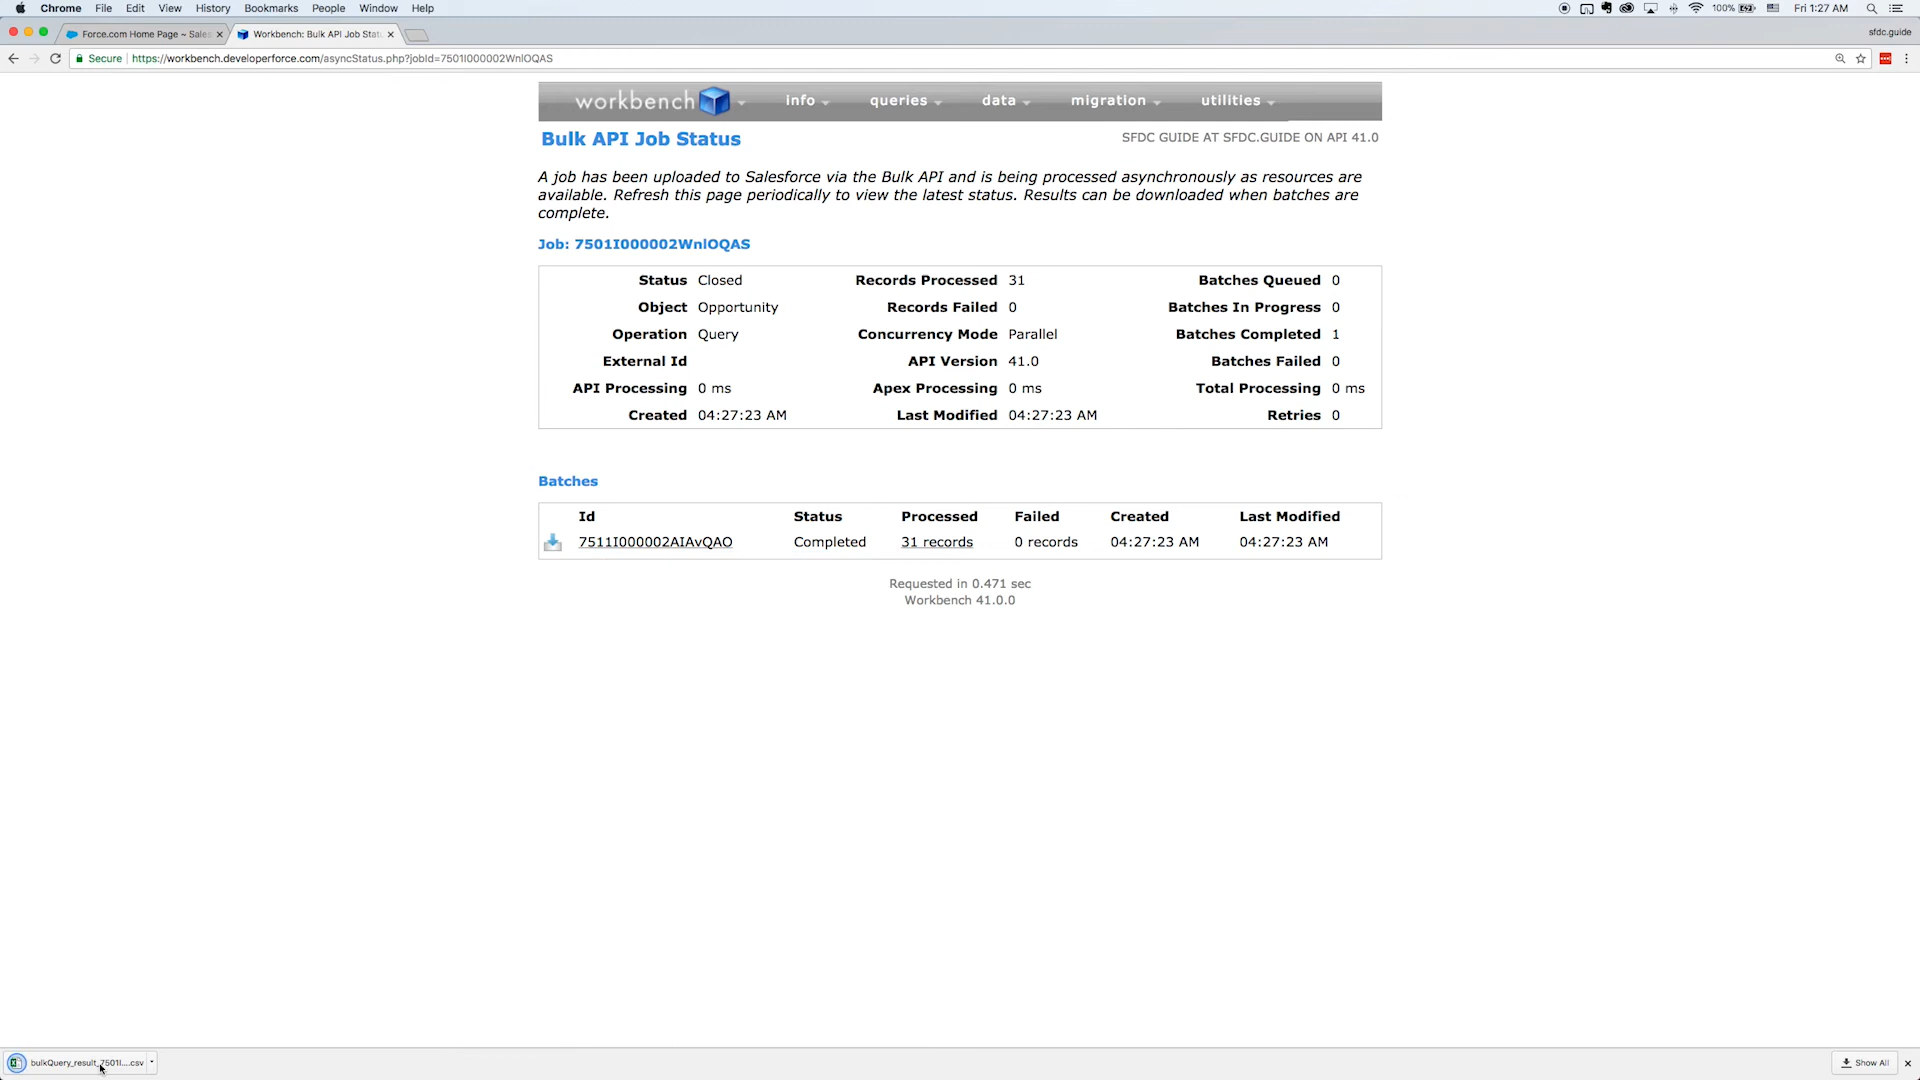 Chrome File Edit View History Bookmarks People Window Help 100% Fri 1:27 AM
Force.com Home Page ~ Sales
Workbench: Bulk API Job Stat
sfdc.guide
Secure https://workbench.developerforce.com/asyncStatus.php?jobId=7501I000002WnlOQAS
workbench info queries data migration utilities
Bulk API Job Status SFDC GUIDE AT SFDC.GUIDE ON API 41.0
A job has been uploaded to Salesforce via the Bulk API and is being processed asynchronously as resources are
available. Refresh this page periodically to view the latest status. Results can be downloaded when batches are
complete.
Job: 7501I000002WnlOQAS
Status Closed Records Processed 31 Batches Queued 0
Object Opportunity Records Failed 0 Batches In Progress 0
Operation Query Concurrency Mode Parallel Batches Completed 1
External Id API Version 41.0 Batches Failed 0
API Processing 0 ms Apex Processing 0 ms Total Processing 0 ms
Created 04:27:23 AM Last Modified 04:27:23 AM Retries 0
Batches
Id Status Processed Failed Created Last Modified
7511I000002AIAvQAO Completed 31 records 0 records 04:27:23 AM 04:27:23 AM
Requested in 0.471 sec
Workbench 41.0.0
bulkQuery_result_7501I....csv Show All